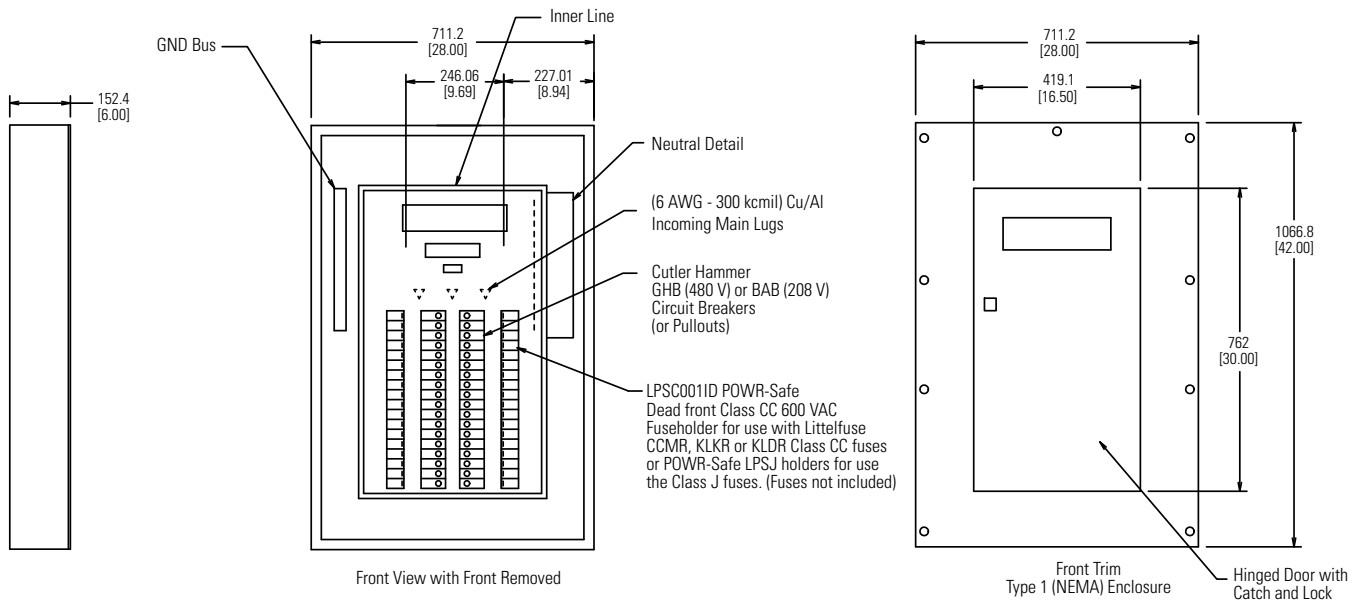 152.4
[6.00]
GND Bus
Inner Line
711.2
[28.00]
246.06
[9.69]
227.01
[8.94]
Neutral Detail
(6 AWG - 300 kcmil) Cu/Al
Incoming Main Lugs
Cutler Hammer
GHB (480 V) or BAB (208 V)
Circuit Breakers
(or Pullouts)
LPSC001ID POWR-Safe
Dead front Class CC 600 VAC
Fuseholder for use with Littelfuse
CCMR, KLKR or KLDR Class CC fuses
or POWR-Safe LPSJ holders for use
the Class J fuses. (Fuses not included)
Front View with Front Removed
711.2
[28.00]
419.1
[16.50]
1066.8
[42.00]
762
[30.00]
Front Trim
Type 1 (NEMA) Enclosure
Hinged Door with
Catch and Lock